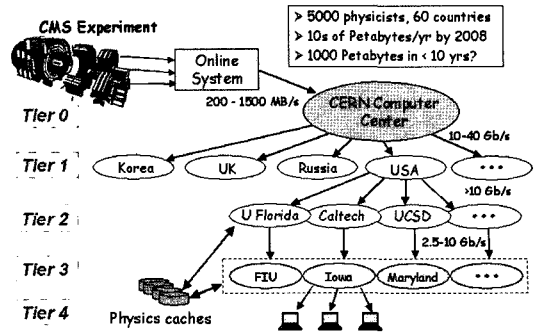 CMS Experiment
> 5000 physicists, 60 countries
> 10s of Petabytes/yr by 2008
> 1000 Petabytes in < 10 yrs?
Online
System
200 - 1500 MB/s
CERN Computer
Center
Tier 0
10-40 Gb/s
Tier 1
Korea
UK
Russia
USA
• • •
>10 Gb/s
Tier 2
U Florida
Caltech
UCSD
• • •
2.5-10 Gb/s
Tier 3
FIU
Iowa
Maryland
• • •
Tier 4
Physics caches